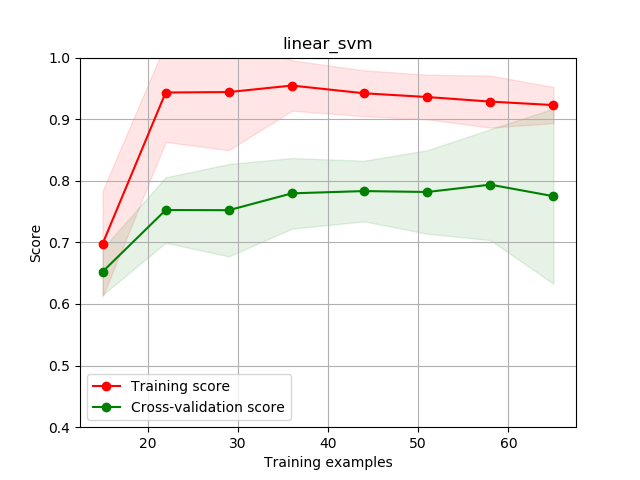 linear_svm
1.0
0.9
0.8
0.7
0.6
0.5
0.4
Score
Training score
Cross-validation score
20 30 40 50 60
Training examples